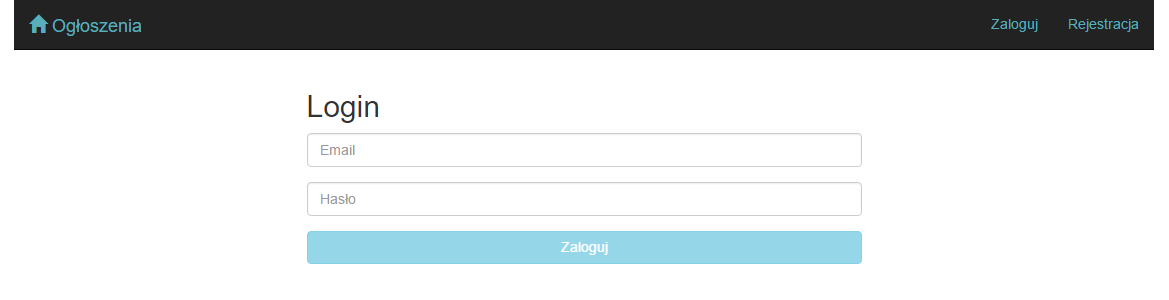 Ogłoszenia Zaloguj Rejestracja
Login
Email
Hasło
Zaloguj